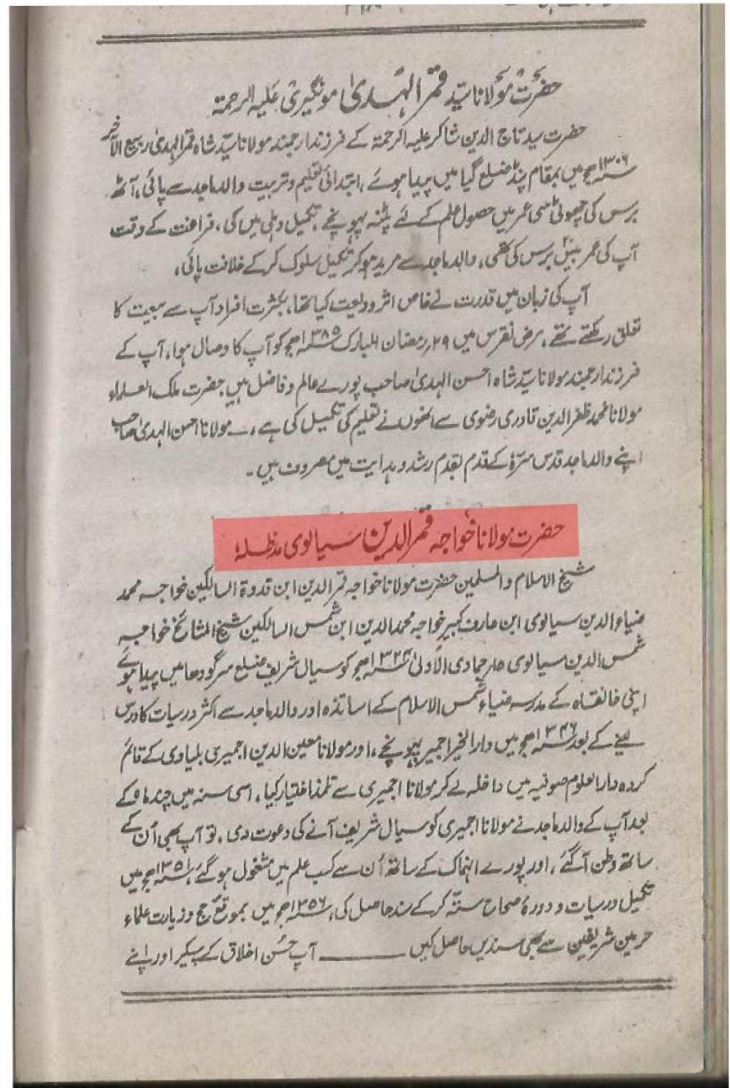 حضرت مولانا سید قمر الہدیٰ مونگیری علیہ الرحمۃ
حضرت سید تاج الدین شاکر علیہ الرحمۃ کے فرزند ارجمند مولانا سید شاہ قمر الہدیٰ ربیع الآخر
۱۳۰۶ھ میں بمقام پنڈ ضلع گیا میں پیدا ہوئے، ابتدائی تعلیم و تربیت والد ماجد سے پائی، آٹھ
برس کی چھوٹی سی عمر میں حصول علم کے لئے پٹنہ پہونچے تکمیل دہلی میں کی، فراغت کے وقت
آپ کی عمر بیس برس کی تھی، والد ماجد سے مرید ہو کر تکمیل سلوک کر کے خلافت پائی،
آپ کی زبان میں قدرت نے خاص اثر ودیعت کیا تھا، بکثرت افراد آپ سے بیعت کا
تعلق رکھتے تھے، مرض نقرس میں ۲۹؍ رمضان المبارک ۱۳۸۵ھ کو آپ کا وصال ہوا، آپ کے
فرزند ارجمند مولانا سید شاہ احسن الہدیٰ صاحب پورے عالم و فاضل ہیں حضرت ملک العلماء
مولانا محمد ظفر الدین قادری رضوی سے انھوں نے تعلیم کی تکمیل کی ہے ،۔ مولانا احسن الہدیٰ صاحب
اپنے والد ماجد قدس سرہٗ کے قدم بقدم رشد و ہدایت میں مصروف ہیں۔
حضرت مولانا خواجہ قمر الدین سیالوی مدظلہٗ
شیخ الاسلام والمسلمین حضرت مولانا خواجہ قمر الدین ابن قدوۃ السالکین خواجہ محمد
ضیاء الدین سیالوی ابن عارف کبیر خواجہ محمد الدین ابن شمس السالکین شیخ المشائخ خواجہ
شمس الدین سیالوی ۱۵؍ جمادی الاولیٰ ۱۳۲۴ھ کو سیال شریف ضلع سرگودھا میں پیدا ہوئے
اپنی خانقاہ کے مدرسہ ضیاء شمس الاسلام کے اساتذہ اور والد ماجد سے اکثر درسیات کا درس
لینے کے بعد ۱۳۴۶ھ میں دار الخیر اجمیر پہونچے، اور مولانا معین الدین اجمیری بلیاوی کے قائم
کردہ دار العلوم صوفیہ میں داخلہ لے کر مولانا اجمیری سے تلمذ اختیار کیا، اسی سنہ میں چند ماہ کے
بعد آپ کے والد ماجد نے مولانا اجمیری کو سیال شریف آنے کی دعوت دی، تو آپ بھی اُن کے
ساتھ وطن آ گئے، اور پورے انہماک کے ساتھ اُن سے کسب علم میں مشغول ہو گئے، ۱۳۵۱ھ میں
تکمیل درسیات و دورۂ صحاح ستہ کر کے سند حاصل کی، ۱۳۵۶ھ میں بموقع حج و زیارت علماء
حرمین شریفین سے بھی سندیں حاصل کیں ——— آپ حُسن اخلاق کے پیکر اور اپنے